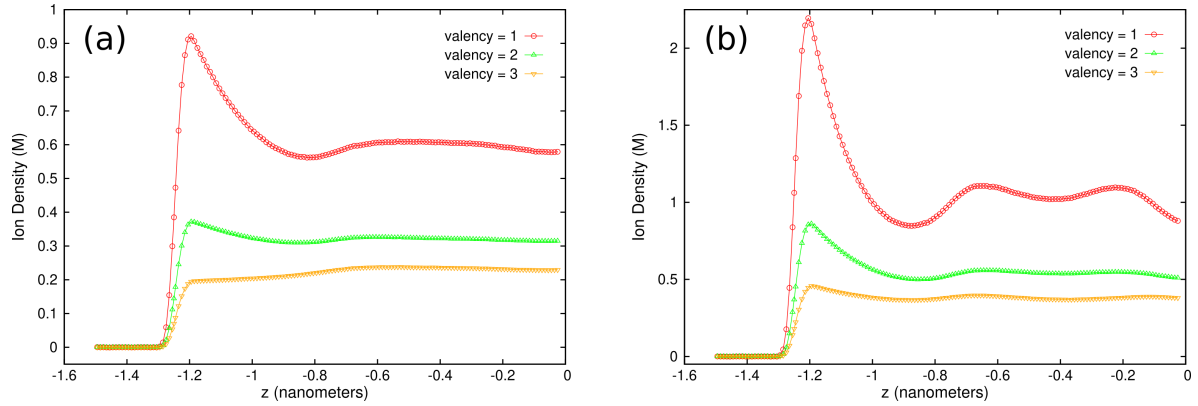 (a)
valency = 1
valency = 2
valency = 3
Ion Density (M)
1
0.9
0.8
0.7
0.6
0.5
0.4
0.3
0.2
0.1
0
-1.6 -1.4 -1.2 -1 -0.8 -0.6 -0.4 -0.2 0
z (nanometers)
(b)
valency = 1
valency = 2
valency = 3
Ion Density (M)
2
1.5
1
0.5
0
-1.6 -1.4 -1.2 -1 -0.8 -0.6 -0.4 -0.2 0
z (nanometers)